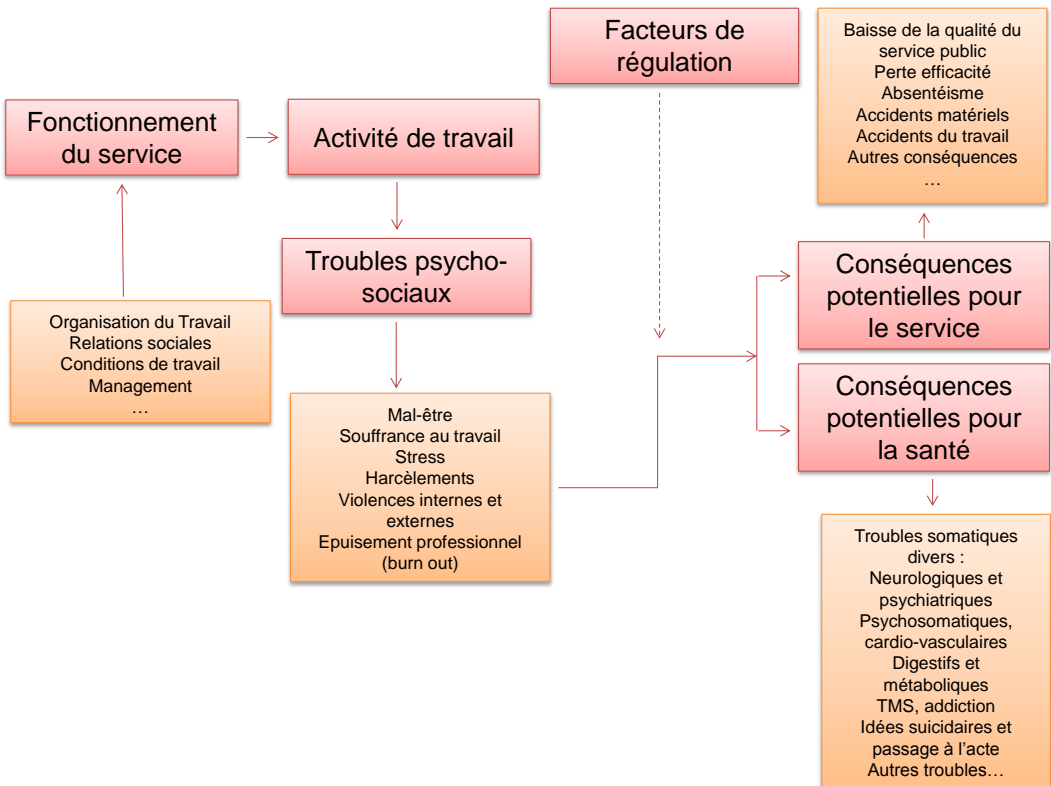 Fonctionnement
du service
Organisation du Travail
Relations sociales
Conditions de travail
Management
…
Activité de travail
Troubles psycho-
sociaux
Mal-être
Souffrance au travail
Stress
Harcèlements
Violences internes et
externes
Epuisement professionnel
(burn out)
Facteurs de
régulation
Baisse de la qualité du
service public
Perte efficacité
Absentéisme
Accidents matériels
Accidents du travail
Autres conséquences
…
Conséquences
potentielles pour
le service
Conséquences
potentielles pour
la santé
Troubles somatiques
divers :
Neurologiques et
psychiatriques
Psychosomatiques,
cardio-vasculaires
Digestifs et
métaboliques
TMS, addiction
Idées suicidaires et
passage à l’acte
Autres troubles…